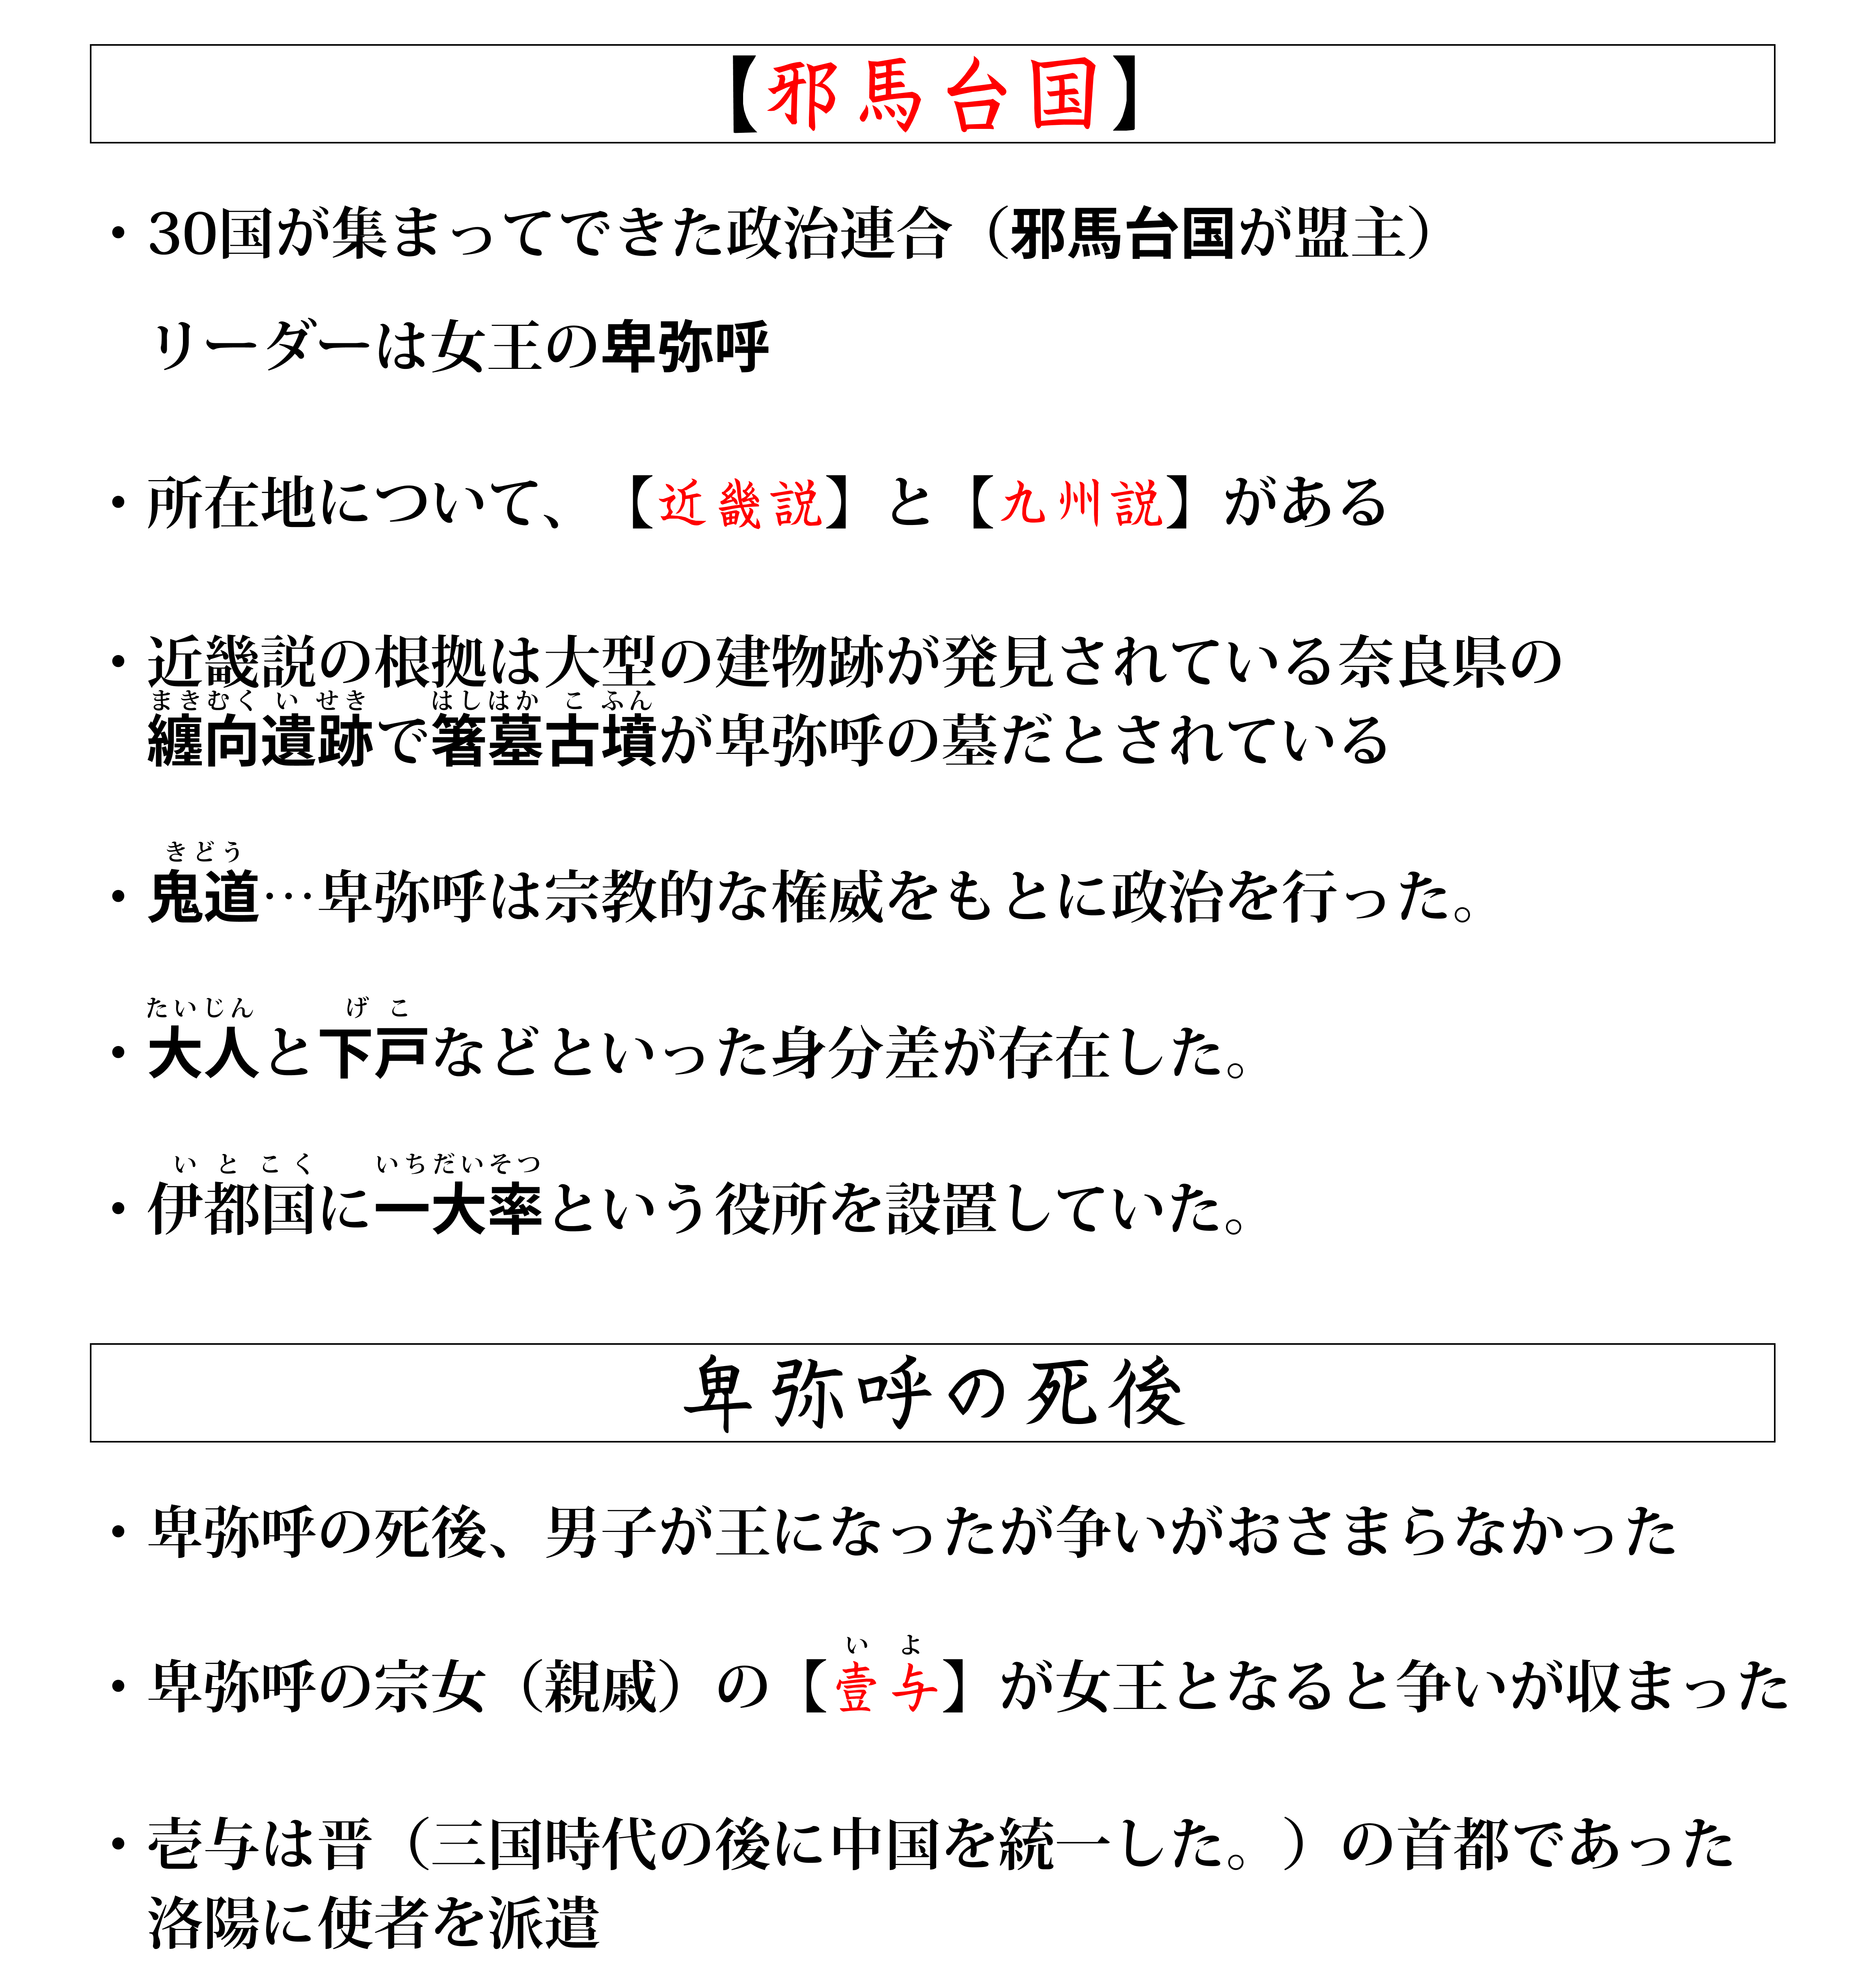 【邪馬台国】
・30国が集まってできた政治連合（邪馬台国が盟主）
リーダーは女王の卑弥呼
・所在地について、【近畿説】と【九州説】がある
・近畿説の根拠は大型の建物跡が発見されている奈良県の
まきむくいせき はしはかこふん
纏向遺跡で箸墓古墳が卑弥呼の墓だとされている
きどう
・鬼道…卑弥呼は宗教的な権威をもとに政治を行った。
たいじん げこ
・大人と下戸などといった身分差が存在した。
いとこく いちだいそつ
・伊都国に一大率という役所を設置していた。
卑弥呼の死後
・卑弥呼の死後、男子が王になったが争いがおさまらなかった
いよ
・卑弥呼の宗女（親戚）の【壹与】が女王となると争いが収まった
・壱与は晋（三国時代の後に中国を統一した。）の首都であった
洛陽に使者を派遣